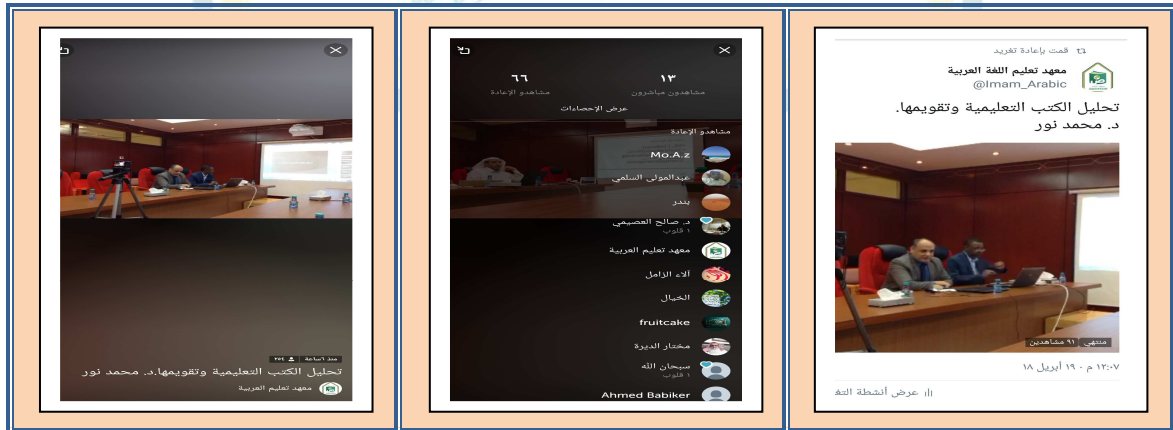 قمت بإعادة تغريد
معهد تعليم اللغة العربية
@Imam_Arabic
تحليل الكتب التعليمية وتقويمها.
د. محمد نور
منتهي ٩١ مشاهدين
١٢:٠٧ م - ١٩ أبريل ١٨
عرض أنشطة التغ
١٣
مشاهدون مباشرون
٦٦
مشاهدو الإعادة
عرض الإحصاءات
مشاهدو الإعادة
Mo.A.z
عبدالمولى السلمي
بندر
د. صالح العضيمي
١ قلوب
معهد تعليم العربية
آلاء الزامل
الخيال
fruitcake
مختار الديرة
سبحان الله
١ قلوب
Ahmed Babiker
منذ ٦ساعة ٢٥٤
تحليل الكتب التعليمية وتقويمها.د. محمد نور
معهد تعليم العربية